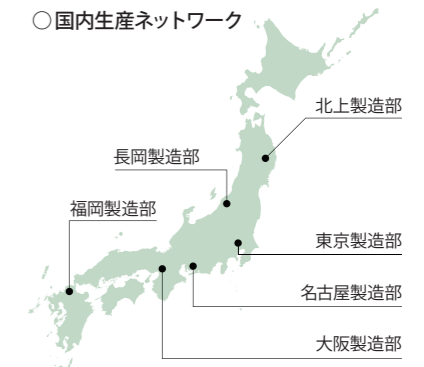 ○国内生産ネットワーク
北上製造部
長岡製造部
福岡製造部
東京製造部
名古屋製造部
大阪製造部